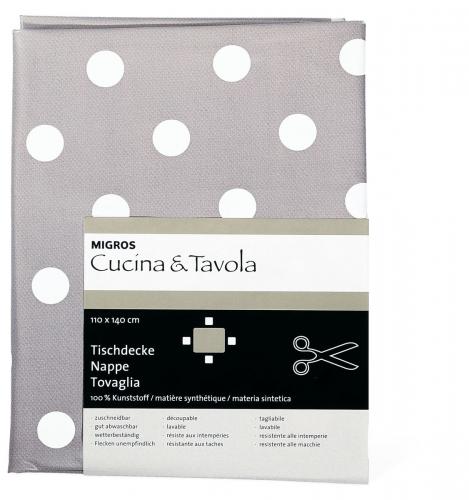 MIGROS
Cucina & Tavola
110 x 140 cm
Tischdecke
Nappe
Tovaglia
100 % Kunststoff / matière synthétique / materia sintetica
· zuschneidbar · découpable · tagliabile
· gut abwaschbar · lavable · lavabile
· wetterbeständig · résiste aux intempéries · resistente alle intemperie
· Flecken unempfindlich · résistante aux taches · resistente alle macchie